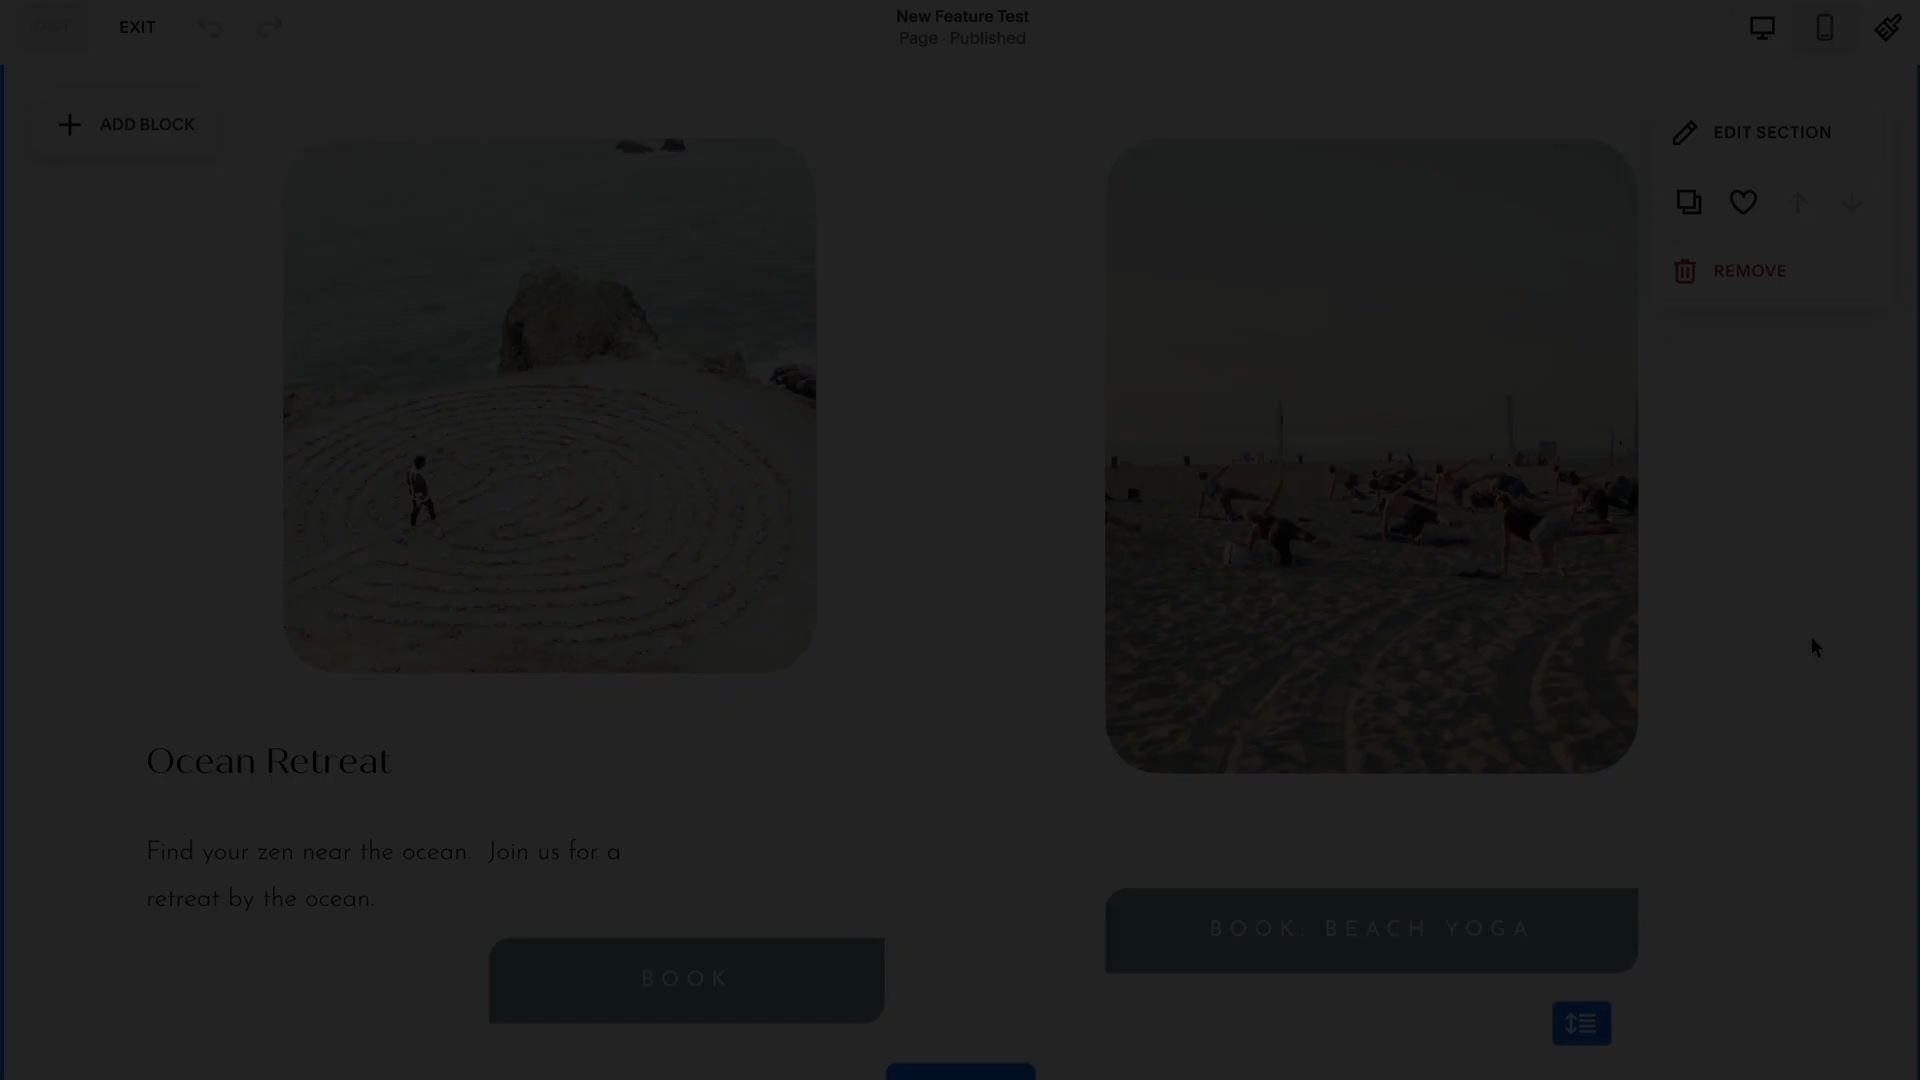 EXIT
New Feature Test
Page · Published
ADD BLOCK
EDIT SECTION
REMOVE
Ocean Retreat
Find your zen near the ocean.  Join us for a
retreat by the ocean.
BOOK
BOOK: BEACH YOGA